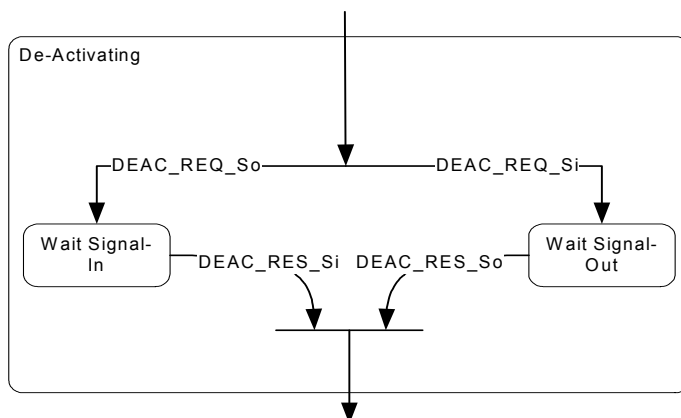 De-Activating
DEAC_REQ_So
DEAC_REQ_Si
Wait Signal-
In
Wait Signal-
Out
DEAC_RES_Si
DEAC_RES_So